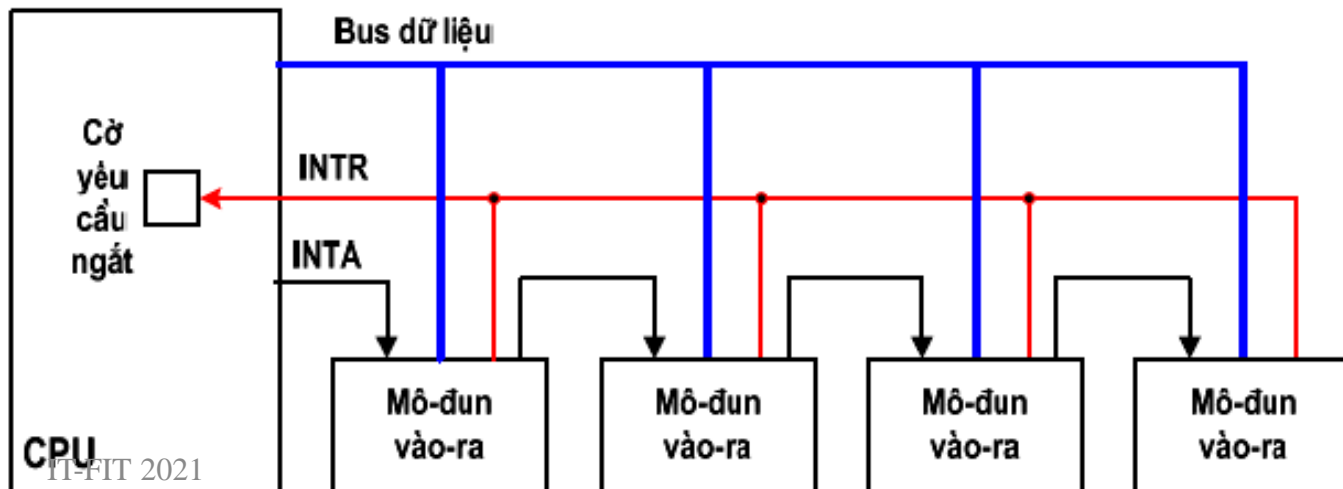 Bus dữ liệu
Cờ
yêu
cầu
ngắt
INTR
INTA
Mô-đun
vào-ra
Mô-đun
vào-ra
Mô-đun
vào-ra
Mô-đun
vào-ra
CPU
IT-FIT 2021